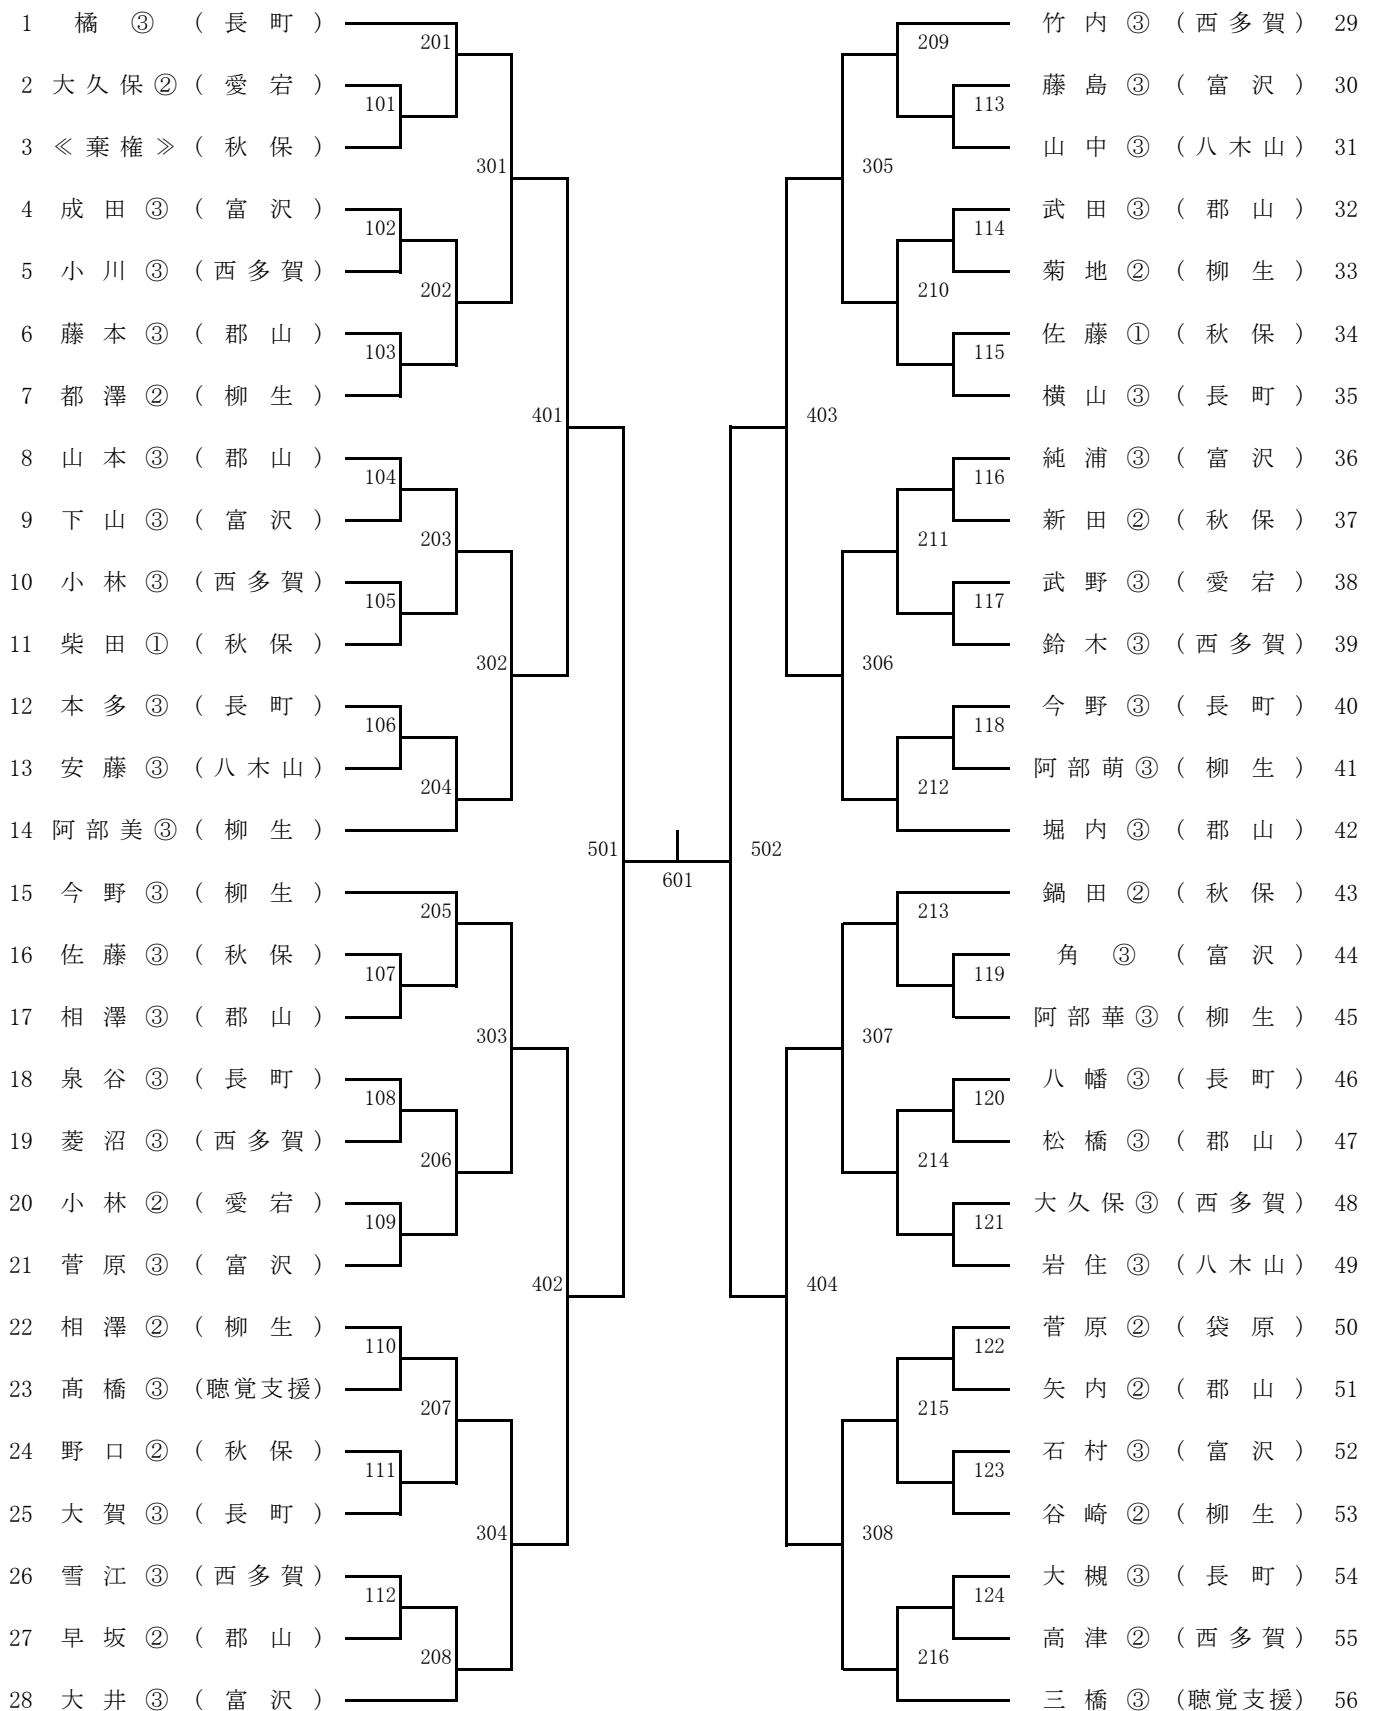 1 橘 ③ (長町) 竹内③ (西多賀) 29
201 209
2 大久保② (愛宕) 藤島③ (富沢) 30
101 113
3 ≪棄権≫ (秋保) 山中③ (八木山) 31
301 305
4 成田③ (富沢) 武田③ (郡山) 32
102 114
5 小川③ (西多賀) 菊地② (柳生) 33
202 210
6 藤本③ (郡山) 佐藤① (秋保) 34
103 115
7 都澤② (柳生) 横山③ (長町) 35
401 403
8 山本③ (郡山) 純浦③ (富沢) 36
104 116
9 下山③ (富沢) 新田② (秋保) 37
203 211
10 小林③ (西多賀) 武野③ (愛宕) 38
105 117
11 柴田① (秋保) 鈴木③ (西多賀) 39
302 306
12 本多③ (長町) 今野③ (長町) 40
106 118
13 安藤③ (八木山) 阿部萌③ (柳生) 41
204 212
14 阿部美③ (柳生) 堀内③ (郡山) 42
501 502
601
15 今野③ (柳生) 鍋田② (秋保) 43
205 213
16 佐藤③ (秋保) 角 ③ (富沢) 44
107 119
17 相澤③ (郡山) 阿部華③ (柳生) 45
303 307
18 泉谷③ (長町) 八幡③ (長町) 46
108 120
19 菱沼③ (西多賀) 松橋③ (郡山) 47
206 214
20 小林② (愛宕) 大久保③ (西多賀) 48
109 121
21 菅原③ (富沢) 岩住③ (八木山) 49
402 404
22 相澤② (柳生) 菅原② (袋原) 50
110 122
23 髙橋③ (聴覚支援) 矢内② (郡山) 51
207 215
24 野口② (秋保) 石村③ (富沢) 52
111 123
25 大賀③ (長町) 谷崎② (柳生) 53
304 308
26 雪江③ (西多賀) 大槻③ (長町) 54
112 124
27 早坂② (郡山) 高津② (西多賀) 55
208 216
28 大井③ (富沢) 三橋③ (聴覚支援) 56